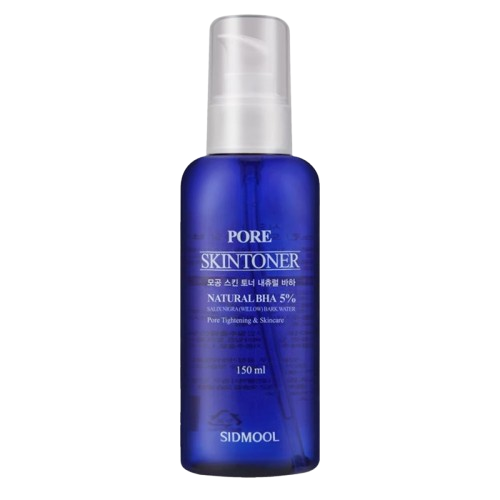 PORE
SKINTONER
모공 스킨 토너 내츄럴 바하
NATURAL BHA 5%
SALIX NIGRA (WILLOW) BARK WATER
Pore Tightening & Skincare
150 ml
SIDMOOL